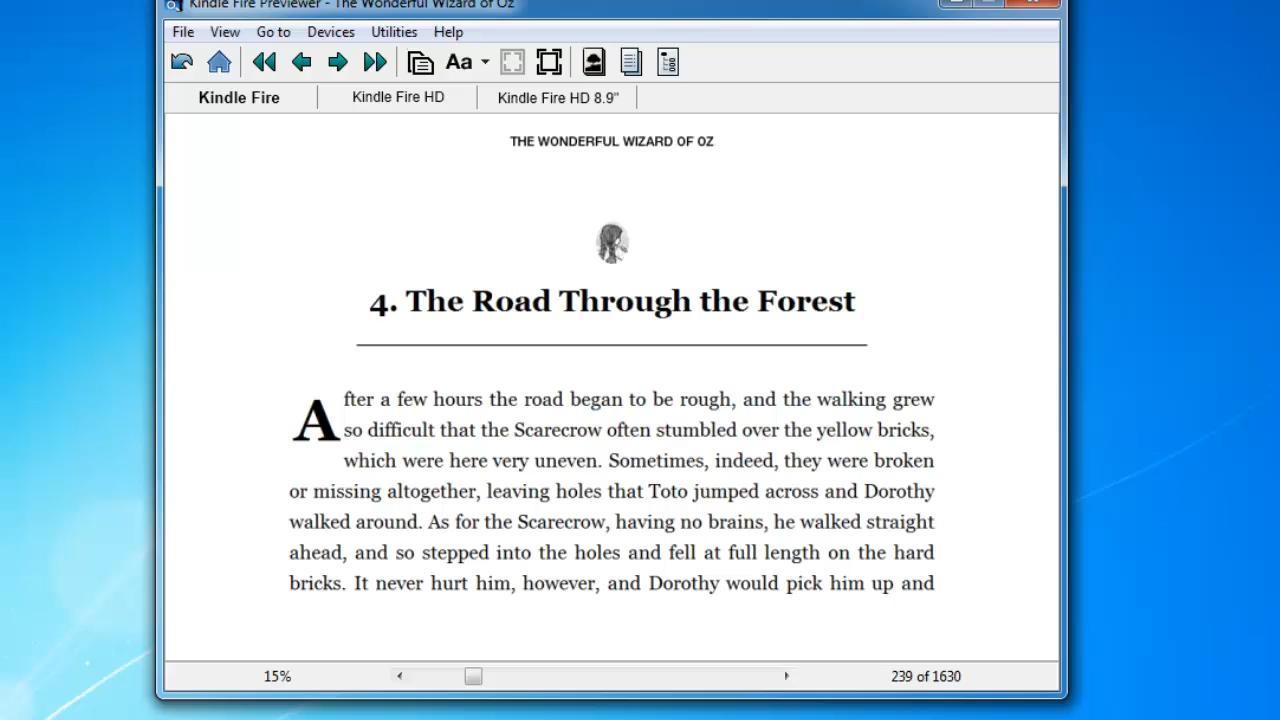 Kindle Fire Previewer - The Wonderful Wizard of Oz
File View Go to Devices Utilities Help
Aa
Kindle Fire Kindle Fire HD Kindle Fire HD 8.9"
THE WONDERFUL WIZARD OF OZ
4. The Road Through the Forest
After a few hours the road began to be rough, and the walking grew
so difficult that the Scarecrow often stumbled over the yellow bricks,
which were here very uneven. Sometimes, indeed, they were broken
or missing altogether, leaving holes that Toto jumped across and Dorothy
walked around. As for the Scarecrow, having no brains, he walked straight
ahead, and so stepped into the holes and fell at full length on the hard
bricks. It never hurt him, however, and Dorothy would pick him up and
15% 239 of 1630